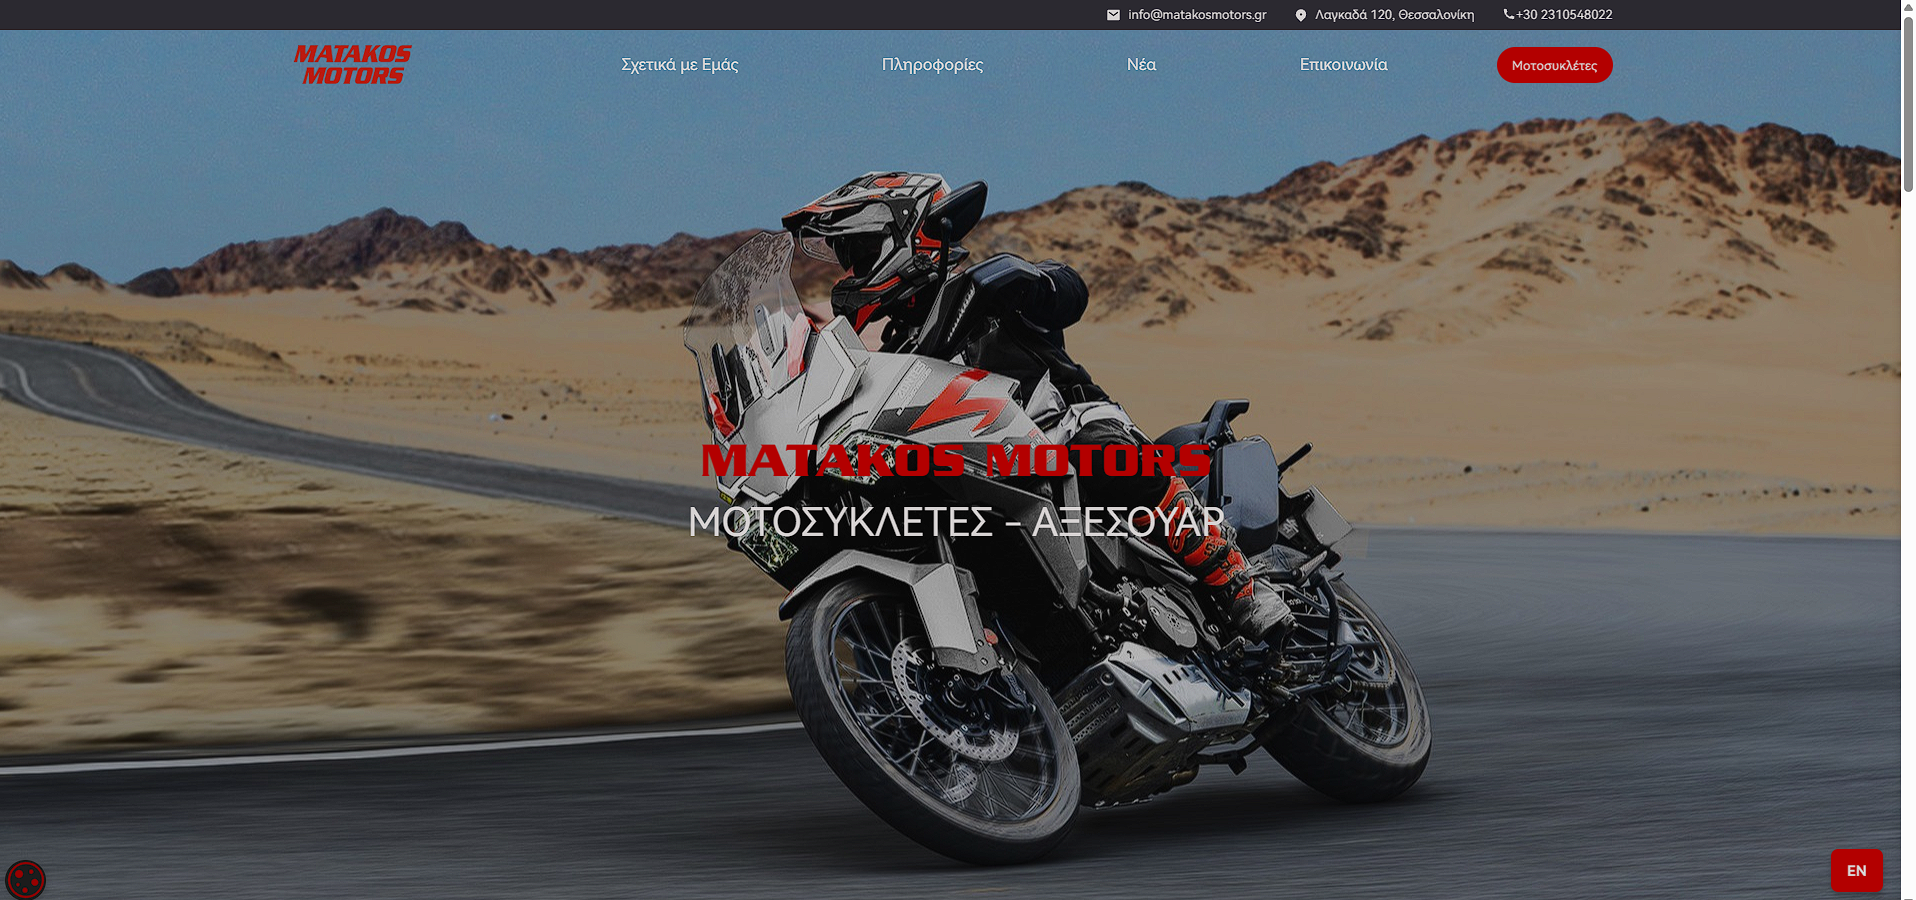 info@matakosmotors.gr
Λαγκαδά 120, Θεσσαλονίκη
+30 2310548022
MATAKOS
MOTORS
Σχετικά με Εμάς
Πληροφορίες
Νέα
Επικοινωνία
Μοτοσυκλέτες
MATAKOS MOTORS
ΜΟΤΟΣΥΚΛΕΤΕΣ - ΑΞΕΣΟΥΑΡ
EN